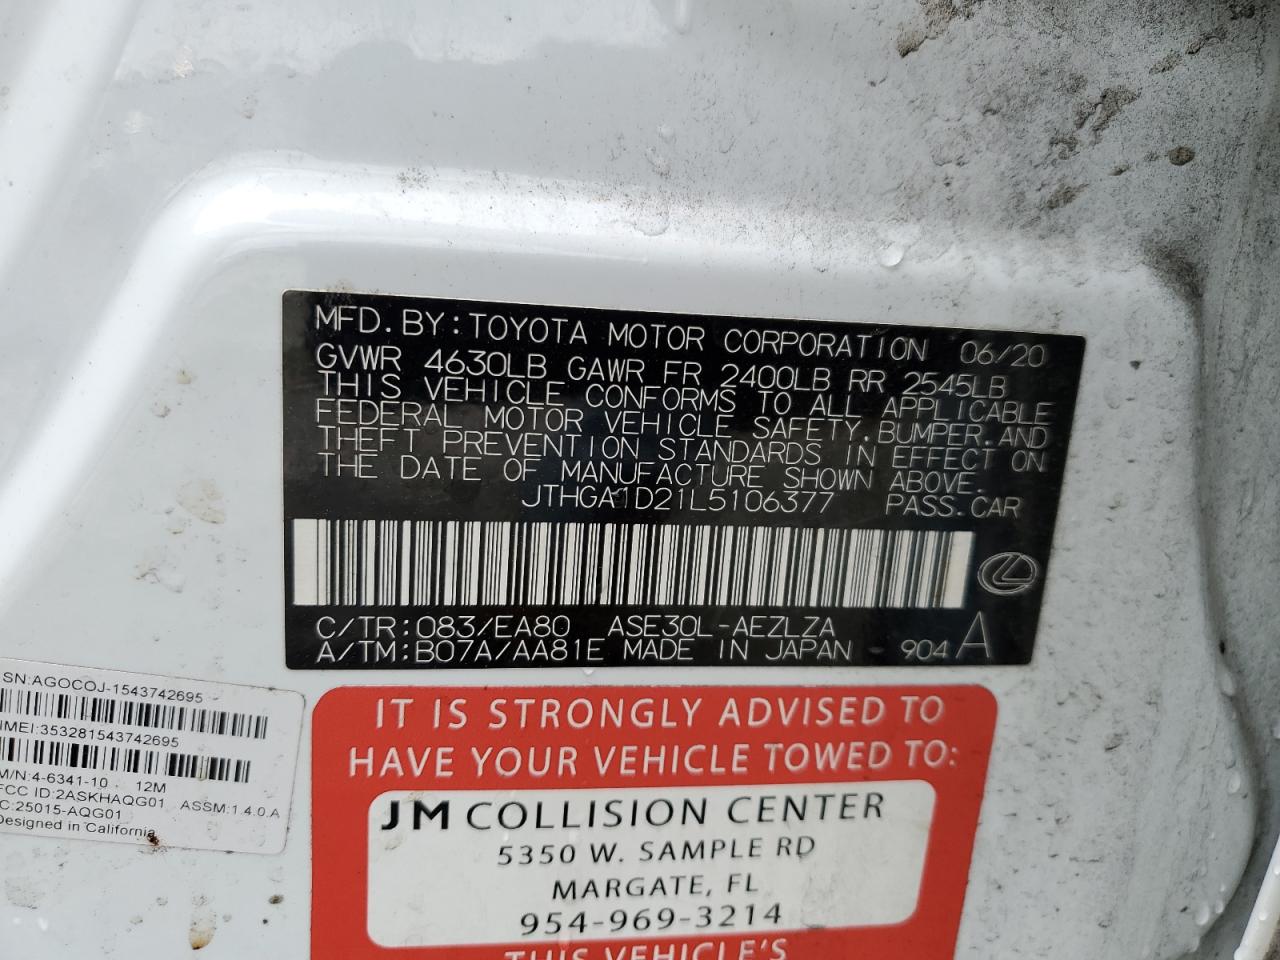 MFD.BY:TOYOTA MOTOR CORPORATION 06/20
GVWR 4630LB GAWR FR 2400LB RR 2545LB
THIS VEHICLE CONFORMS TO ALL APPLICABLE
FEDERAL MOTOR VEHICLE SAFETY,BUMPER,AND
THEFT PREVENTION STANDARDS IN EFFECT ON
THE DATE OF MANUFACTURE SHOWN ABOVE.
JTHGA1D21L5106377 PASS.CAR
C/TR:083/EA80 ASE30L-AEZLZA
A/TM:B07A/AA81E MADE IN JAPAN 904 A
SN:AGOCOJ-1543742695
IMEI:353281543742695
M/N:4-6341-10 12M
FCC ID:2ASKHAQG01 ASSM:1.4.0.A
IC:25015-AQG01
Designed in California
IT IS STRONGLY ADVISED TO
HAVE YOUR VEHICLE TOWED TO:
JM COLLISION CENTER
5350 W. SAMPLE RD
MARGATE, FL
954-969-3214
THIS VEHICLE'S